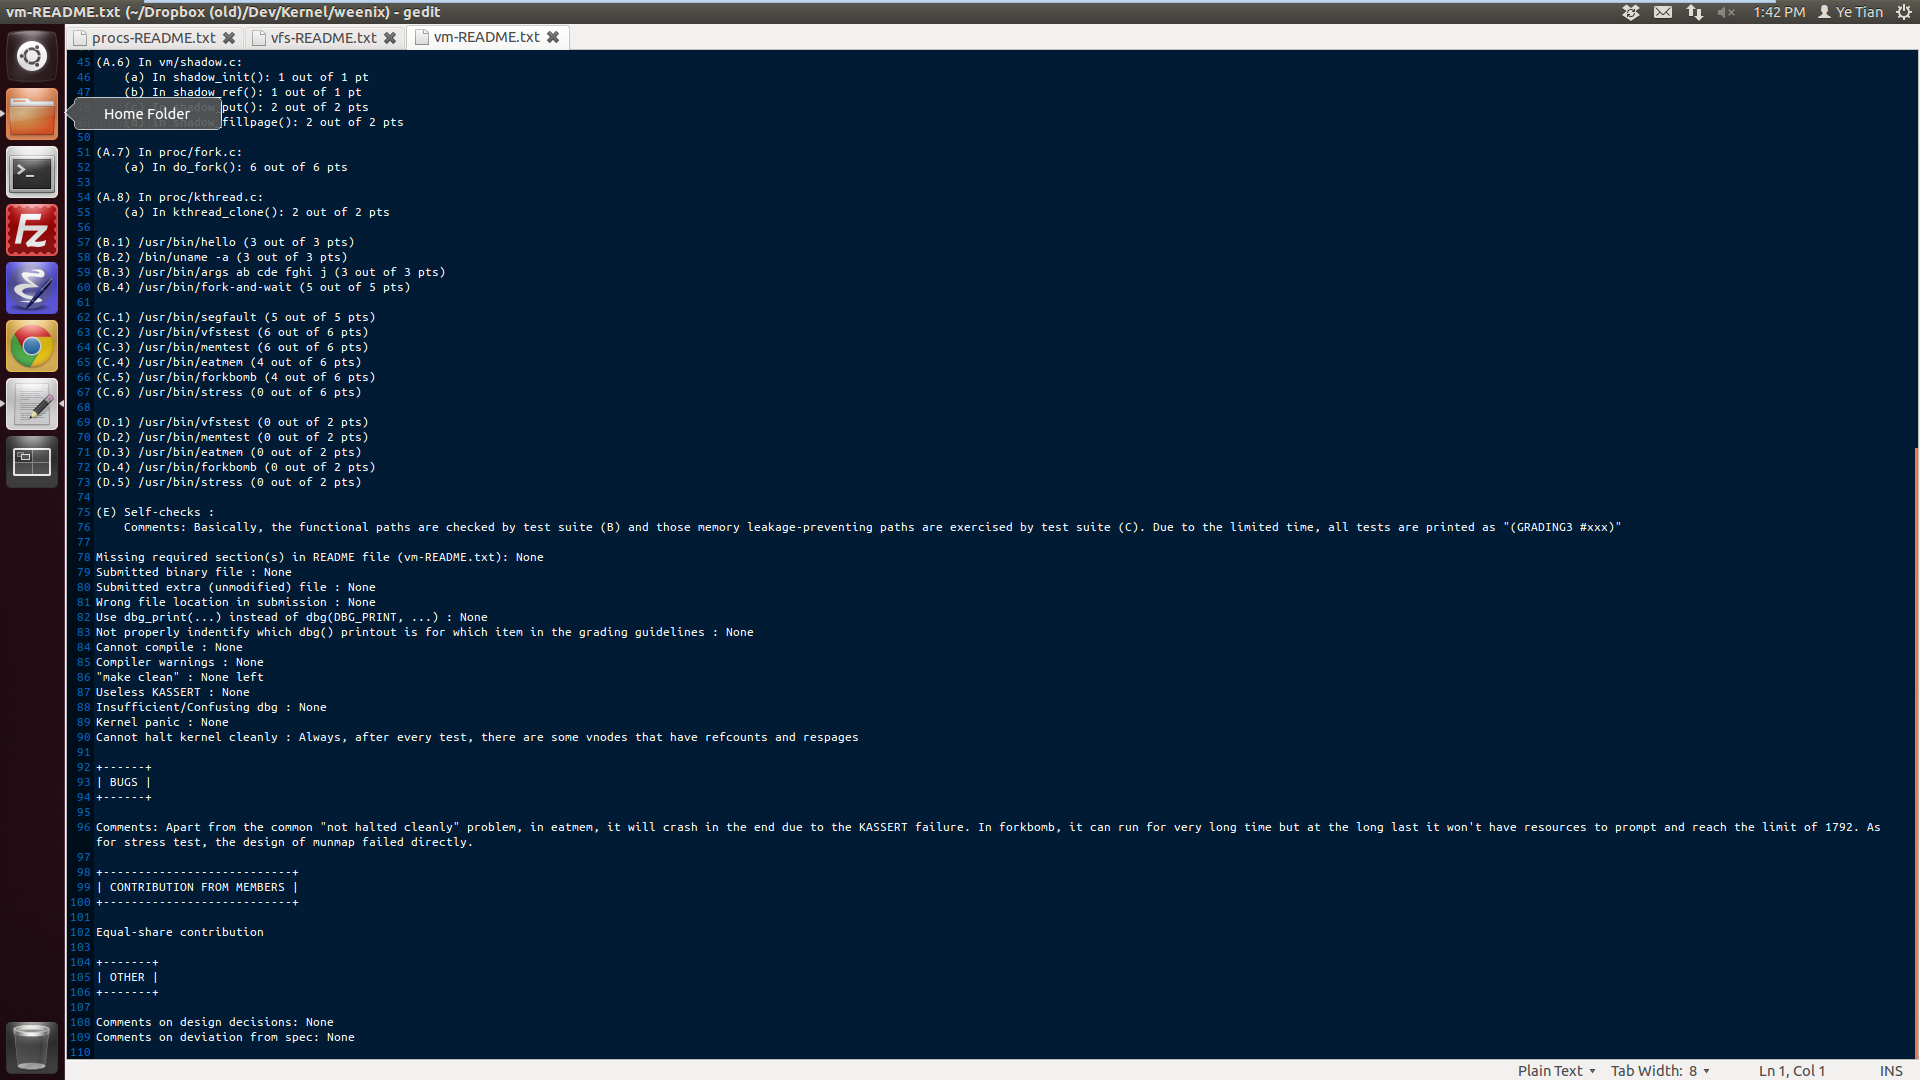 vm-README.txt (~/Dropbox (old)/Dev/Kernel/weenix) - gedit
1:42 PM Ye Tian
procs-README.txt vfs-README.txt vm-README.txt
45 (A.6) In vm/shadow.c:
46 (a) In shadow_init(): 1 out of 1 pt
47 (b) In shadow_ref(): 1 out of 1 pt
Home Folder
put(): 2 out of 2 pts
fillpage(): 2 out of 2 pts
50
51 (A.7) In proc/fork.c:
52 (a) In do_fork(): 6 out of 6 pts
53
54 (A.8) In proc/kthread.c:
55 (a) In kthread_clone(): 2 out of 2 pts
56
57 (B.1) /usr/bin/hello (3 out of 3 pts)
58 (B.2) /bin/uname -a (3 out of 3 pts)
59 (B.3) /usr/bin/args ab cde fghi j (3 out of 3 pts)
60 (B.4) /usr/bin/fork-and-wait (5 out of 5 pts)
61
62 (C.1) /usr/bin/segfault (5 out of 5 pts)
63 (C.2) /usr/bin/vfstest (6 out of 6 pts)
64 (C.3) /usr/bin/memtest (6 out of 6 pts)
65 (C.4) /usr/bin/eatmem (4 out of 6 pts)
66 (C.5) /usr/bin/forkbomb (4 out of 6 pts)
67 (C.6) /usr/bin/stress (0 out of 6 pts)
68
69 (D.1) /usr/bin/vfstest (0 out of 2 pts)
70 (D.2) /usr/bin/memtest (0 out of 2 pts)
71 (D.3) /usr/bin/eatmem (0 out of 2 pts)
72 (D.4) /usr/bin/forkbomb (0 out of 2 pts)
73 (D.5) /usr/bin/stress (0 out of 2 pts)
74
75 (E) Self-checks :
76 Comments: Basically, the functional paths are checked by test suite (B) and those memory leakage-preventing paths are exercised by test suite (C). Due to the limited time, all tests are printed as "(GRADING3 #xxx)"
77
78 Missing required section(s) in README file (vm-README.txt): None
79 Submitted binary file : None
80 Submitted extra (unmodified) file : None
81 Wrong file location in submission : None
82 Use dbg_print(...) instead of dbg(DBG_PRINT, ...) : None
83 Not properly indentify which dbg() printout is for which item in the grading guidelines : None
84 Cannot compile : None
85 Compiler warnings : None
86 "make clean" : None left
87 Useless KASSERT : None
88 Insufficient/Confusing dbg : None
89 Kernel panic : None
90 Cannot halt kernel cleanly : Always, after every test, there are some vnodes that have refcounts and respages
91
92 +------+
93 | BUGS |
94 +------+
95
96 Comments: Apart from the common "not halted cleanly" problem, in eatmem, it will crash in the end due to the KASSERT failure. In forkbomb, it can run for very long time but at the long last it won't have resources to prompt and reach the limit of 1792. As
for stress test, the design of munmap failed directly.
97
98 +---------------------------+
99 | CONTRIBUTION FROM MEMBERS |
100 +---------------------------+
101
102 Equal-share contribution
103
104 +-------+
105 | OTHER |
106 +-------+
107
108 Comments on design decisions: None
109 Comments on deviation from spec: None
110
Plain Text Tab Width: 8 Ln 1, Col 1 INS